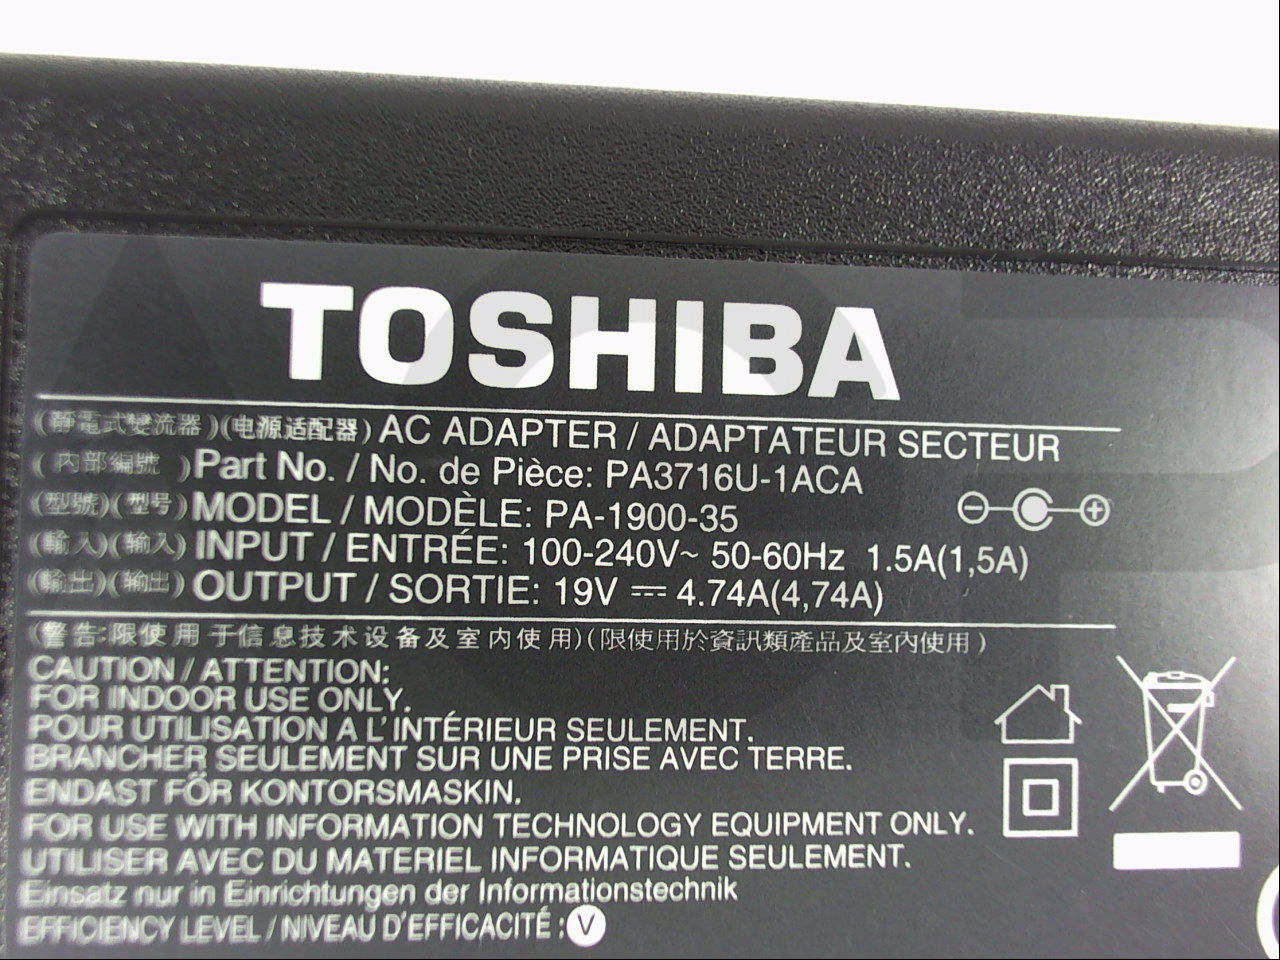 TOSHIBA
(靜電式變流器)(电源适配器) AC ADAPTER / ADAPTATEUR SECTEUR
(內部編號) Part No. / No. de Pièce: PA3716U-1ACA
(型號)(型号) MODEL / MODÈLE: PA-1900-35
(輸入)(输入) INPUT / ENTRÉE: 100-240V~ 50-60Hz 1.5A(1,5A)
(輸出)(输出) OUTPUT / SORTIE: 19V ⎓ 4.74A(4,74A)
(警告:限使用于信息技术设备及室内使用)(限使用於資訊類產品及室內使用)
CAUTION / ATTENTION:
FOR INDOOR USE ONLY.
POUR UTILISATION A L'INTÉRIEUR SEULEMENT.
BRANCHER SEULEMENT SUR UNE PRISE AVEC TERRE.
ENDAST FÖR KONTORSMASKIN.
FOR USE WITH INFORMATION TECHNOLOGY EQUIPMENT ONLY.
UTILISER AVEC DU MATERIEL INFORMATIQUE SEULEMENT.
Einsatz nur in Einrichtungen der Informationstechnik
EFFICIENCY LEVEL / NIVEAU D'EFFICACITÉ : V